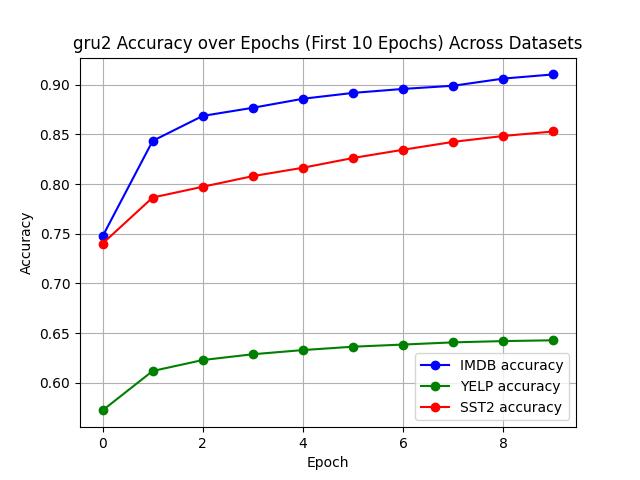 gru2 Accuracy over Epochs (First 10 Epochs) Across Datasets
Accuracy
0.90
0.85
0.80
0.75
0.70
0.65
0.60
IMDB accuracy
YELP accuracy
SST2 accuracy
0 2 4 6 8
Epoch